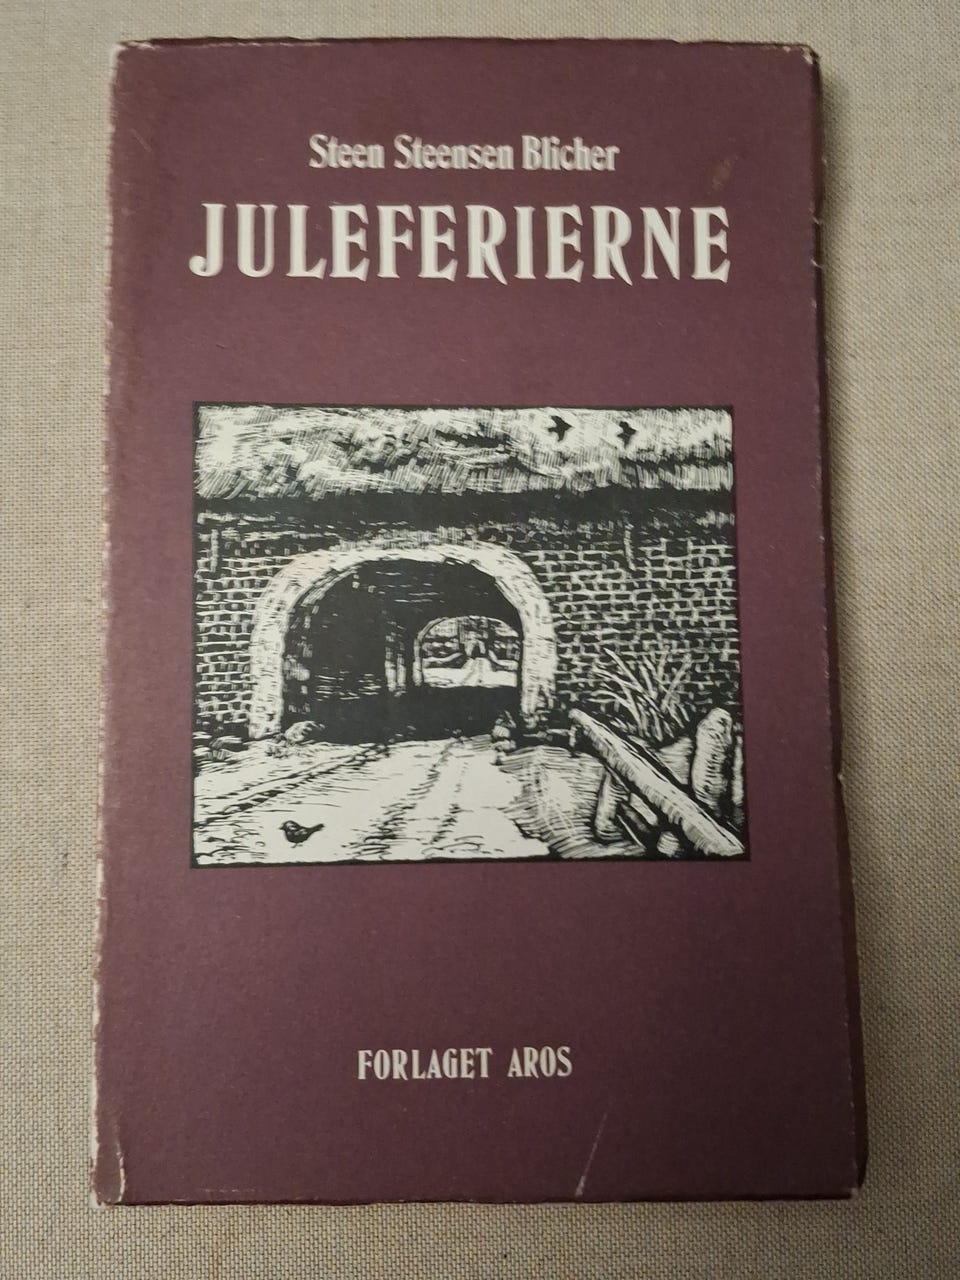 Steen Steensen Blicher
JULEFERIERNE
FORLAGET AROS